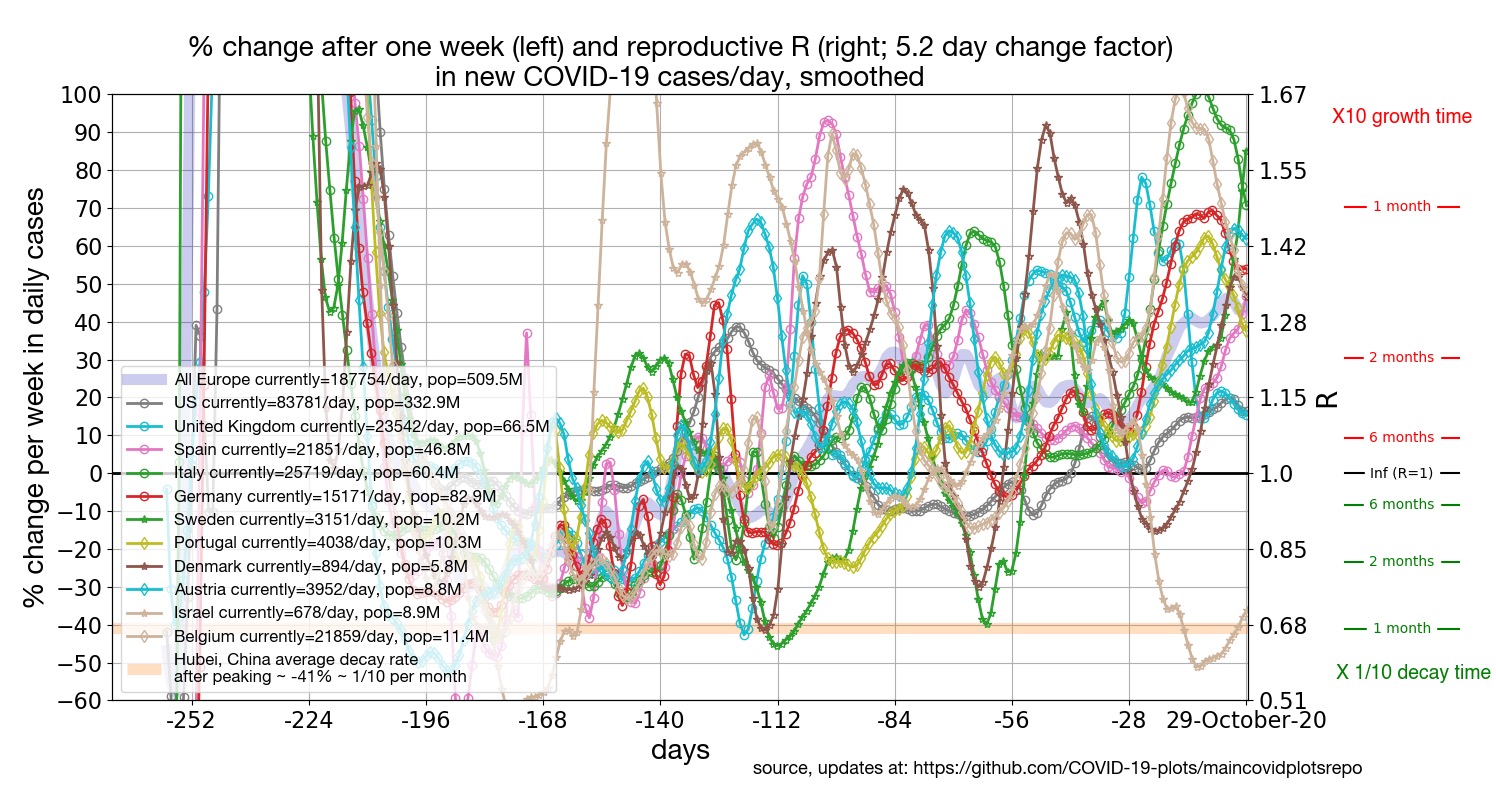 % change after one week (left) and reproductive R (right; 5.2 day change factor)
in new COVID-19 cases/day, smoothed
100
90
80
70
60
50
40
30
20
10
0
−10
−20
−30
−40
−50
−60
% change per week in daily cases
All Europe currently=187754/day, pop=509.5M
US currently=83781/day, pop=332.9M
United Kingdom currently=23542/day, pop=66.5M
Spain currently=21851/day, pop=46.8M
Italy currently=25719/day, pop=60.4M
Germany currently=15171/day, pop=82.9M
Sweden currently=3151/day, pop=10.2M
Portugal currently=4038/day, pop=10.3M
Denmark currently=894/day, pop=5.8M
Austria currently=3952/day, pop=8.8M
Israel currently=678/day, pop=8.9M
Belgium currently=21859/day, pop=11.4M
Hubei, China average decay rate
after peaking ~ -41% ~ 1/10 per month
-252
-224
-196
-168
-140
-112
-84
-56
-28
29-October-20
days
1.67
1.55
1.42
1.28
1.15
1.0
0.85
0.68
0.51
R
X10 growth time
1 month
2 months
6 months
Inf (R=1)
6 months
2 months
1 month
X 1/10 decay time
source, updates at: https://github.com/COVID-19-plots/maincovidplotsrepo